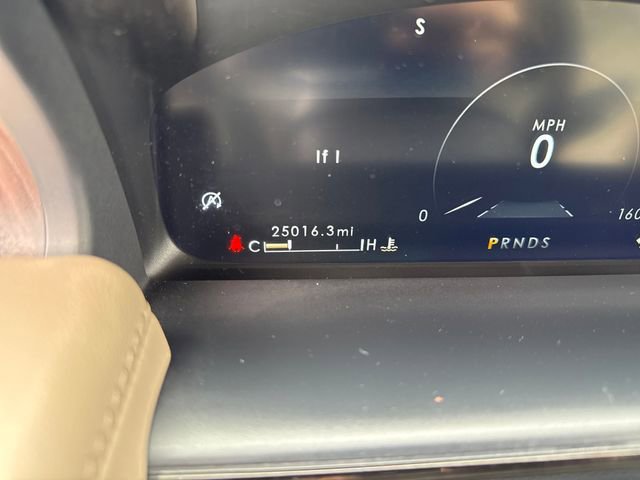 S
If I
MPH
0
0
160
25016.3mi
C H
PRNDS